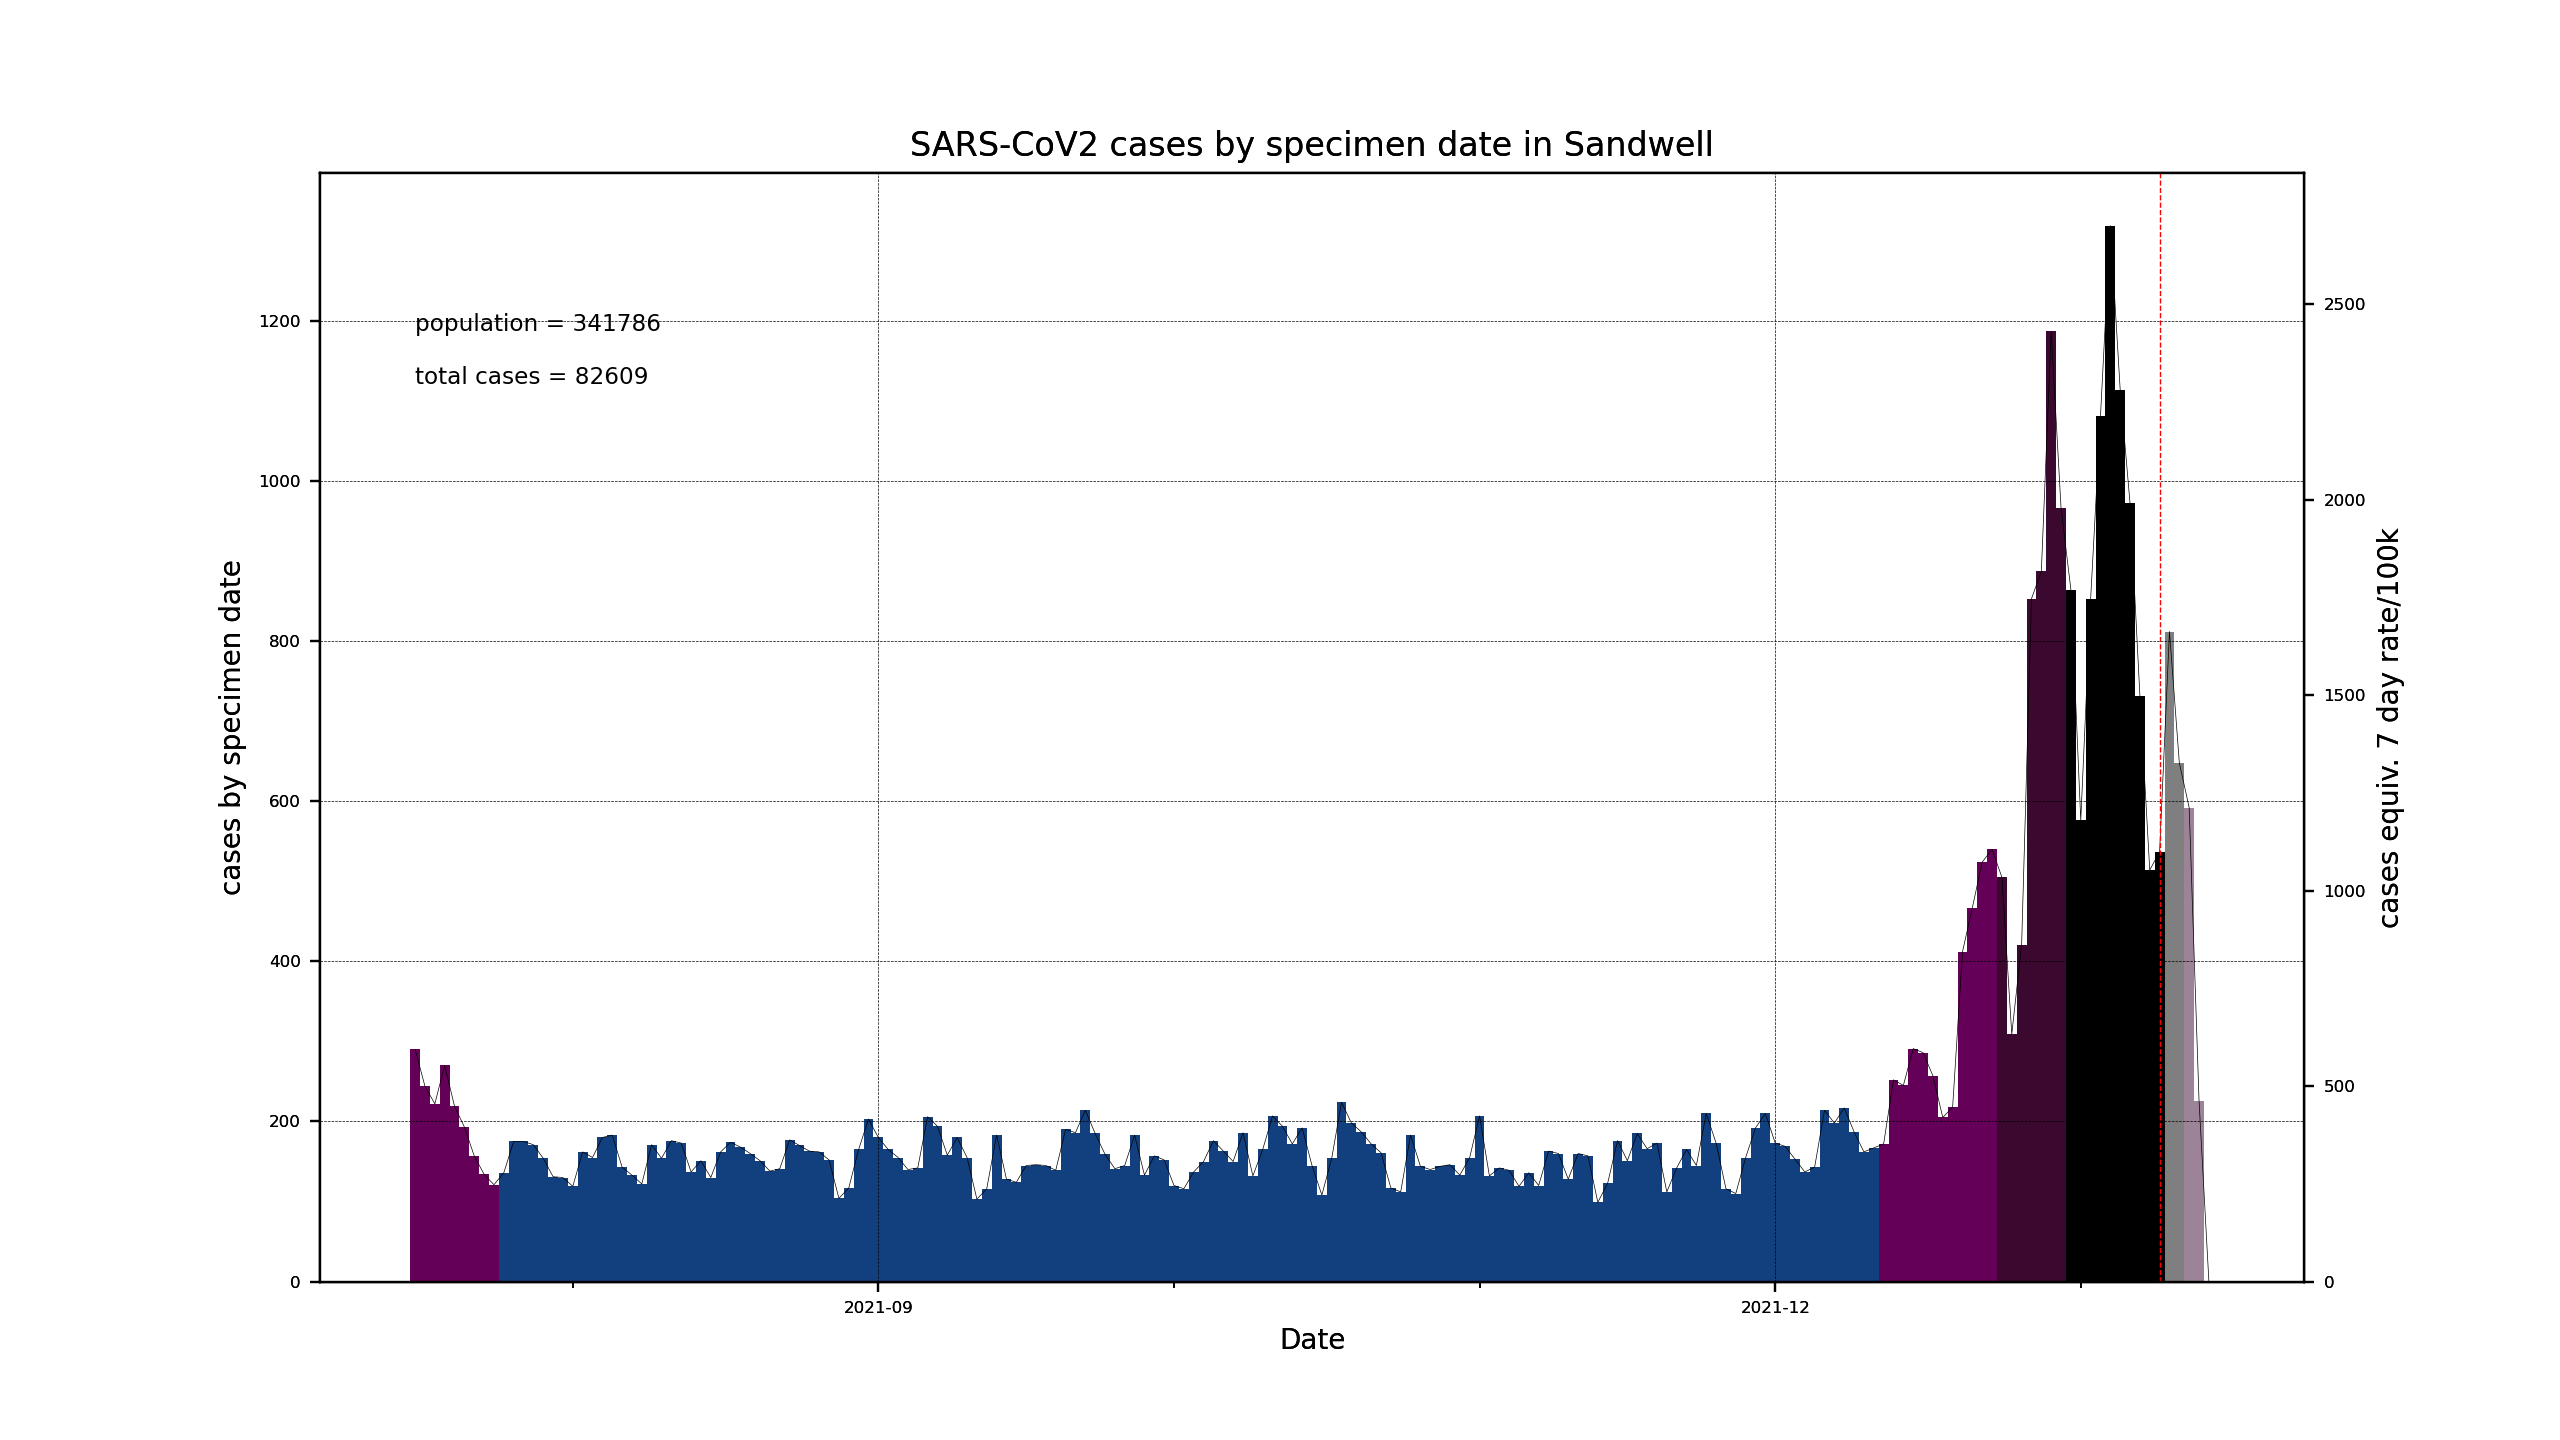 SARS-CoV2 cases by specimen date in Sandwell
population = 341786
total cases = 82609
cases by specimen date
1200
1000
800
600
400
200
0
2500
2000
1500
1000
500
0
cases equiv. 7 day rate/100k
2021-09
2021-12
Date